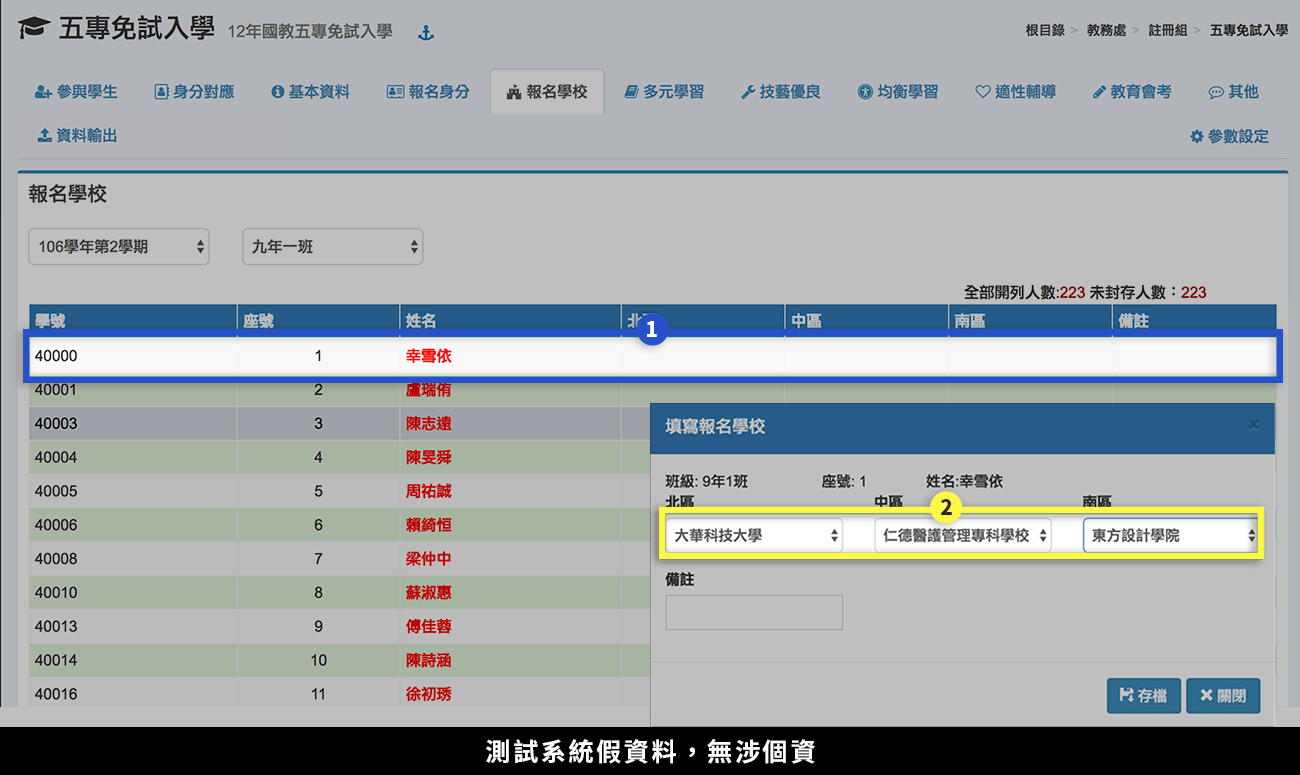 五專免試入學 12年國教五專免試入學
根目錄 > 教務處 > 註冊組 > 五專免試入學
參與學生 身分對應 基本資料 報名身分 報名學校 多元學習 技藝優良 均衡學習 適性輔導 教育會考 其他
資料輸出 參數設定
報名學校
106學年第2學期 九年一班
全部開列人數:223 未封存人數：223
學號 座號 姓名 中區 南區 備註
1
40000 1 幸雪依
40001 2 盧瑞侑
40003 3 陳志遠
40004 4 陳旻舜
40005 5 周祐誠
40006 6 賴綺恒
40008 7 梁仲中
40010 8 蘇淑惠
40013 9 傅佳蓉
40014 10 陳詩涵
40016 11 徐初琇
填寫報名學校 ×
班級: 9年1班 座號: 1 姓名:幸雪依
北區 中區 南區
2
大華科技大學 仁德醫護管理專科學校 東方設計學院
備註
存檔 關閉
測試系統假資料，無涉個資